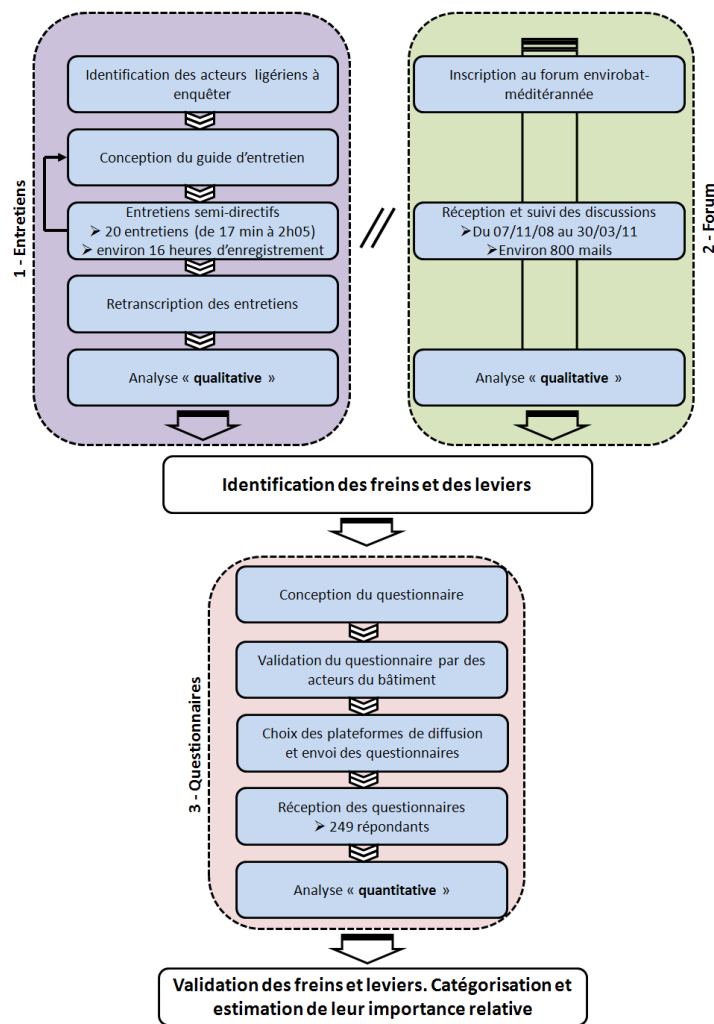 1 - Entretiens
Identification des acteurs ligériens à
enquêter
Conception du guide d'entretien
Entretiens semi-directifs
➢ 20 entretiens (de 17 min à 2h05)
➢ environ 16 heures d'enregistrement
Retranscription des entretiens
Analyse « qualitative »
//
2 - Forum
Inscription au forum envirobat-
méditérannée
Réception et suivi des discussions
➢Du 07/11/08 au 30/03/11
➢Environ 800 mails
Analyse « qualitative »
Identification des freins et des leviers
3 - Questionnaires
Conception du questionnaire
Validation du questionnaire par des
acteurs du bâtiment
Choix des plateformes de diffusion
et envoi des questionnaires
Réception des questionnaires
➢ 249 répondants
Analyse « quantitative »
Validation des freins et leviers. Catégorisation et
estimation de leur importance relative